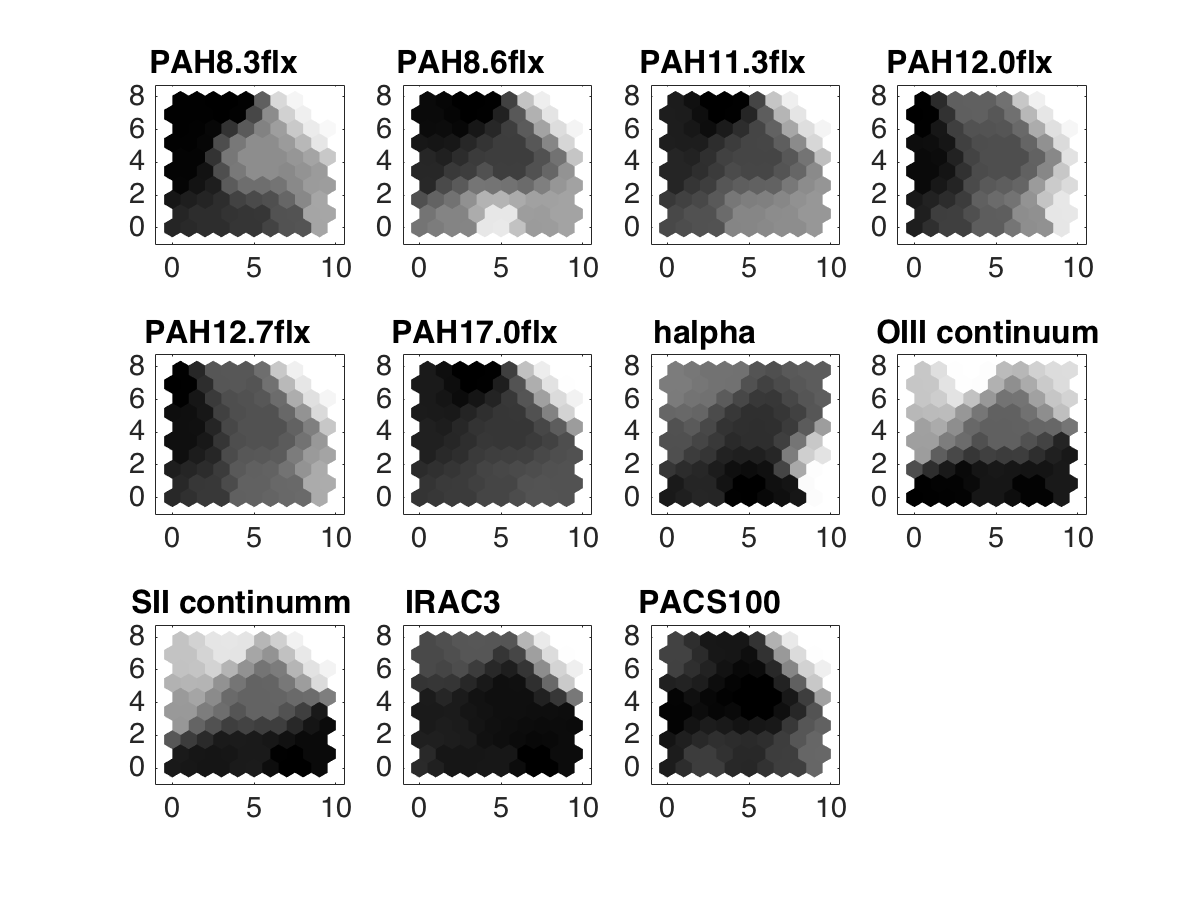 PAH8.3flx PAH8.6flx PAH11.3flx PAH12.0flx
8 8 8 8
6 6 6 6
4 4 4 4
2 2 2 2
0 0 0 0
0 5 10 0 5 10 0 5 10 0 5 10
PAH12.7flx PAH17.0flx halpha OIII continuum
8 8 8 8
6 6 6 6
4 4 4 4
2 2 2 2
0 0 0 0
0 5 10 0 5 10 0 5 10 0 5 10
SII continumm IRAC3 PACS100
8 8 8
6 6 6
4 4 4
2 2 2
0 0 0
0 5 10 0 5 10 0 5 10